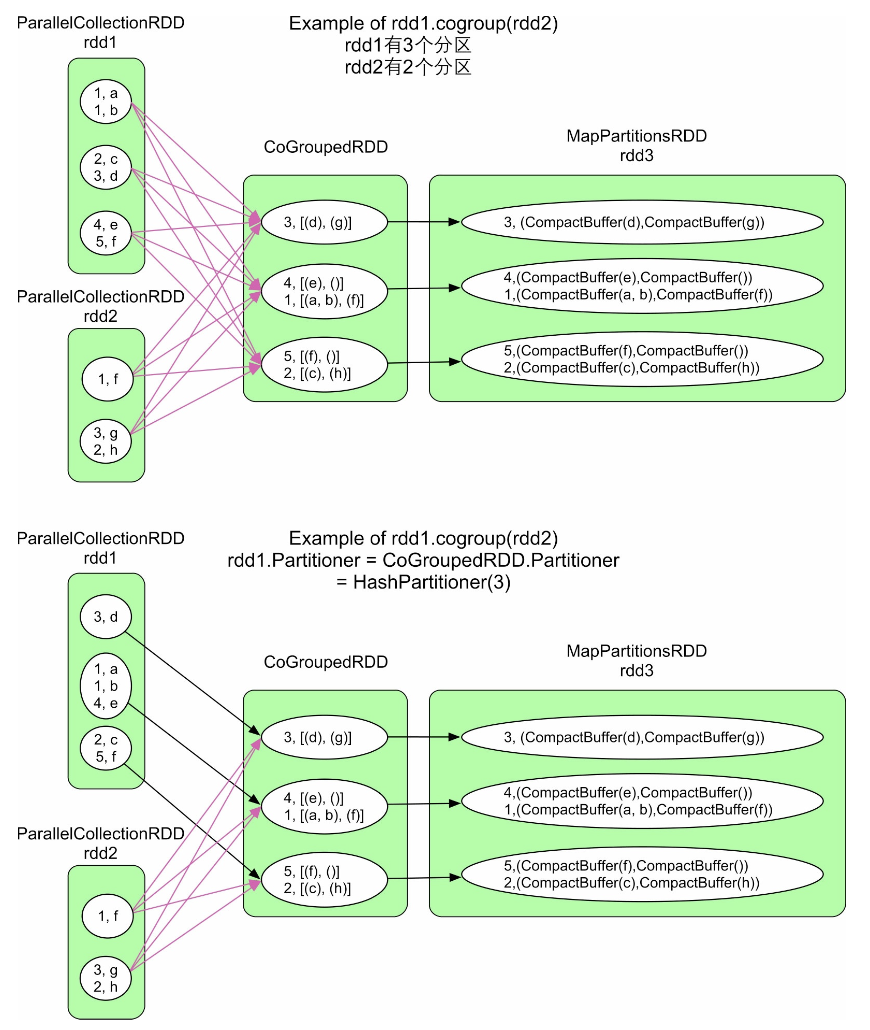 ParallelCollectionRDD
rdd1
Example of rdd1.cogroup(rdd2)
rdd1有3个分区
rdd2有2个分区
1, a
1, b
2, c
3, d
4, e
5, f
ParallelCollectionRDD
rdd2
1, f
3, g
2, h
CoGroupedRDD
3, [(d), (g)]
4, [(e), ()]
1, [(a, b), (f)]
5, [(f), ()]
2, [(c), (h)]
MapPartitionsRDD
rdd3
3, (CompactBuffer(d),CompactBuffer(g))
4,(CompactBuffer(e),CompactBuffer())
1,(CompactBuffer(a, b),CompactBuffer(f))
5,(CompactBuffer(f),CompactBuffer())
2,(CompactBuffer(c),CompactBuffer(h))
ParallelCollectionRDD
rdd1
Example of rdd1.cogroup(rdd2)
rdd1.Partitioner = CoGroupedRDD.Partitioner
= HashPartitioner(3)
3, d
1, a
1, b
4, e
2, c
5, f
ParallelCollectionRDD
rdd2
1, f
3, g
2, h
CoGroupedRDD
3, [(d), (g)]
4, [(e), ()]
1, [(a, b), (f)]
5, [(f), ()]
2, [(c), (h)]
MapPartitionsRDD
rdd3
3, (CompactBuffer(d),CompactBuffer(g))
4,(CompactBuffer(e),CompactBuffer())
1,(CompactBuffer(a, b),CompactBuffer(f))
5,(CompactBuffer(f),CompactBuffer())
2,(CompactBuffer(c),CompactBuffer(h))